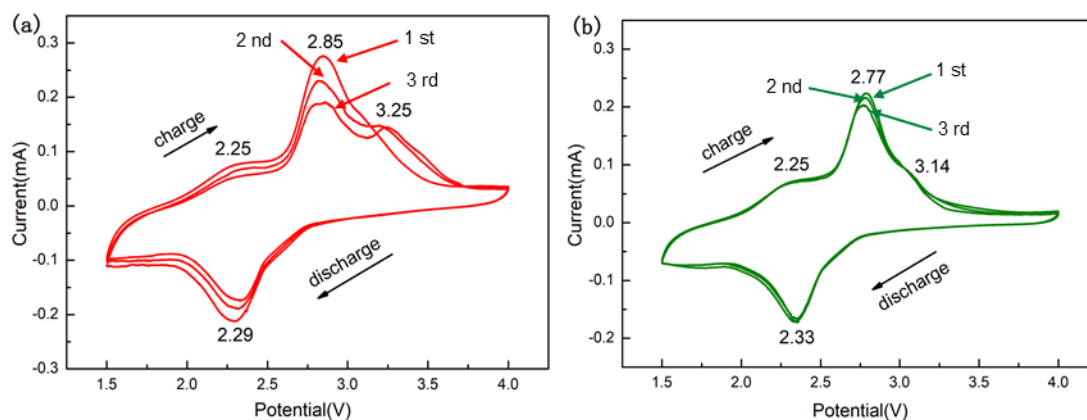 (a)
0.3
0.2
0.1
0.0
-0.1
-0.2
-0.3
Current(mA)
2.85
1 st
2 nd
3 rd
3.25
charge
2.25
discharge
2.29
1.5 2.0 2.5 3.0 3.5 4.0
Potential(V)
(b)
0.3
0.2
0.1
0.0
-0.1
-0.2
Current(mA)
2.77
1 st
2 nd
3 rd
charge
2.25
3.14
discharge
2.33
1.5 2.0 2.5 3.0 3.5 4.0
Potential(V)